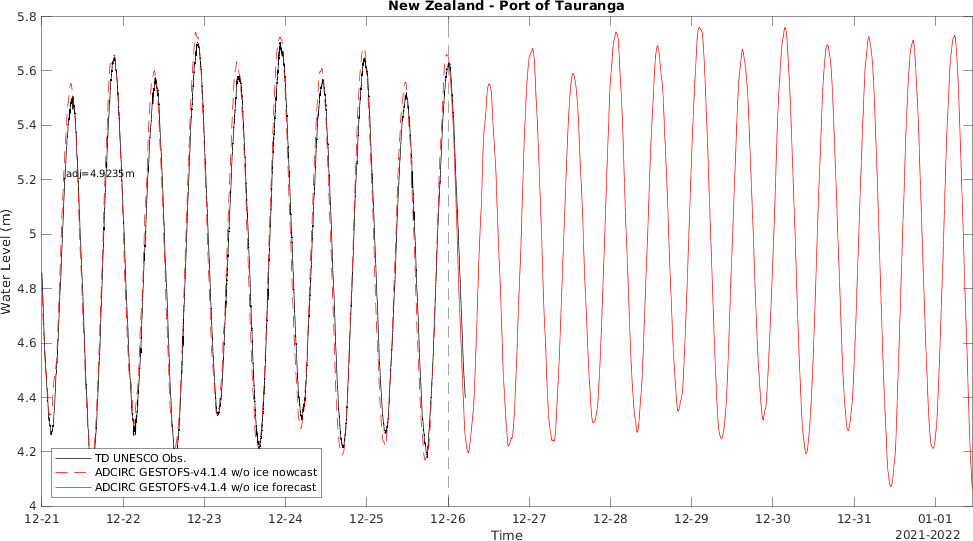 New Zealand - Port of Tauranga
5.8
5.6
5.4
5.2
5
4.8
4.6
4.4
4.2
4
Water Level (m)
adj=4.9235m
TD UNESCO Obs.
ADCIRC GESTOFS-v4.1.4 w/o ice nowcast
ADCIRC GESTOFS-v4.1.4 w/o ice forecast
12-21 12-22 12-23 12-24 12-25 12-26 12-27 12-28 12-29 12-30 12-31 01-01
Time
2021-2022